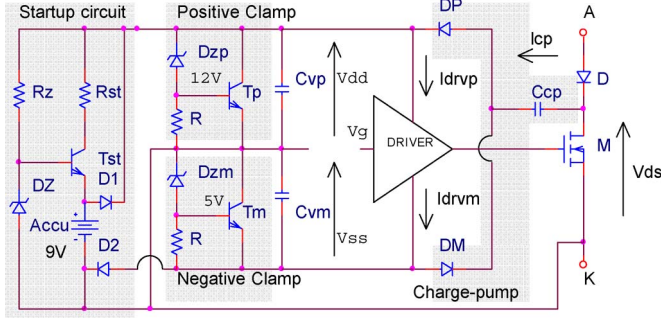 Startup circuit
Positive Clamp
DP
A
Icp
Dzp
12V
Tp
Cvp
Vdd
Idrvp
D
Ccp
Rz
Rst
R
Vg
DRIVER
M
Tst
Dzm
5V
Tm
Cvm
Vss
Idrvm
Vds
DZ
D1
Accu
+
-
9V
D2
R
DM
K
Negative Clamp
Charge-pump